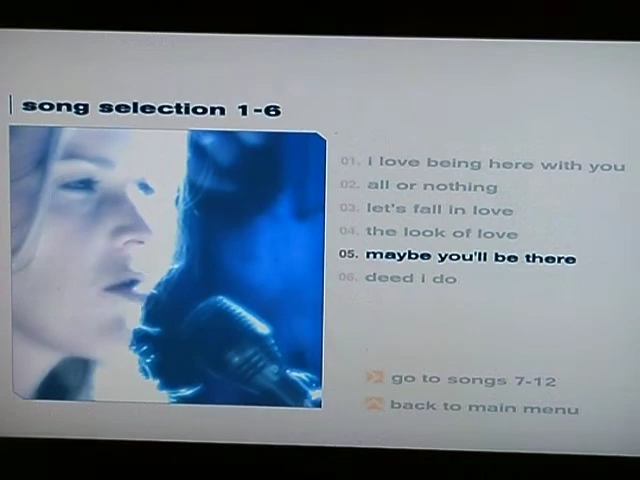 song selection 1-6
01. i love being here with you
02. all or nothing
03. let's fall in love
04. the look of love
05. maybe you'll be there
06. deed i do
go to songs 7-12
back to main menu